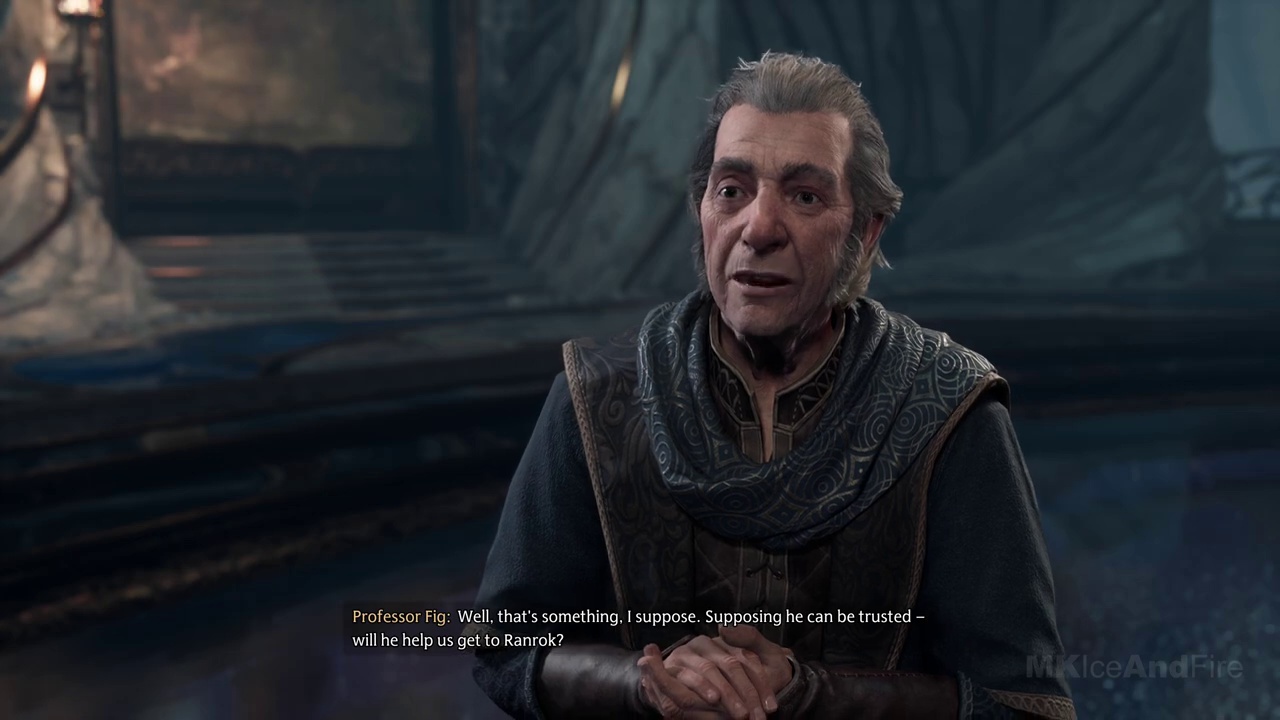 Professor Fig: Well, that's something, I suppose. Supposing he can be trusted –
will he help us get to Ranrok?
MKIceAndFire